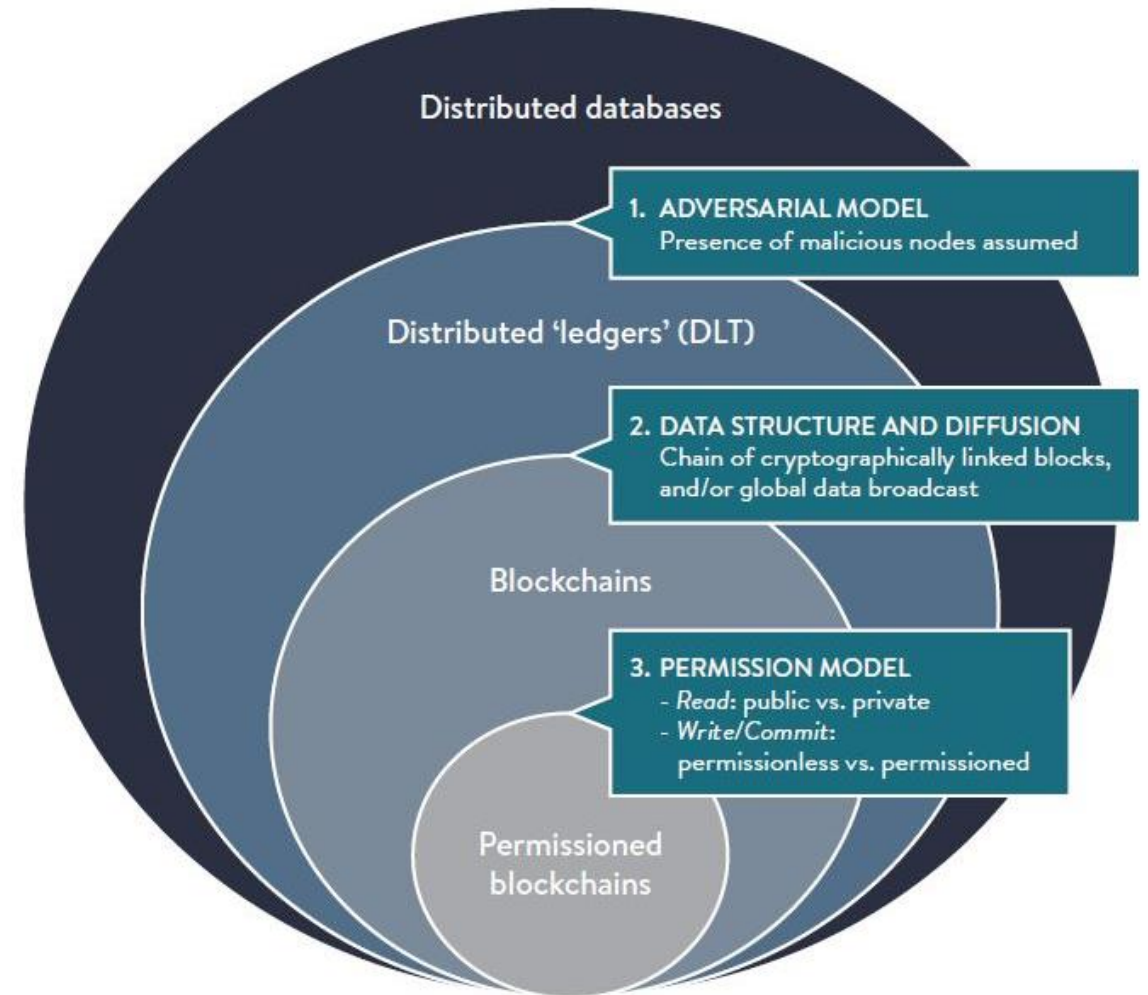 Distributed databases
1. ADVERSARIAL MODEL
Presence of malicious nodes assumed
Distributed ‘ledgers’ (DLT)
2. DATA STRUCTURE AND DIFFUSION
Chain of cryptographically linked blocks,
and/or global data broadcast
Blockchains
3. PERMISSION MODEL
- Read: public vs. private
- Write/Commit:
permissionless vs. permissioned
Permissioned
blockchains